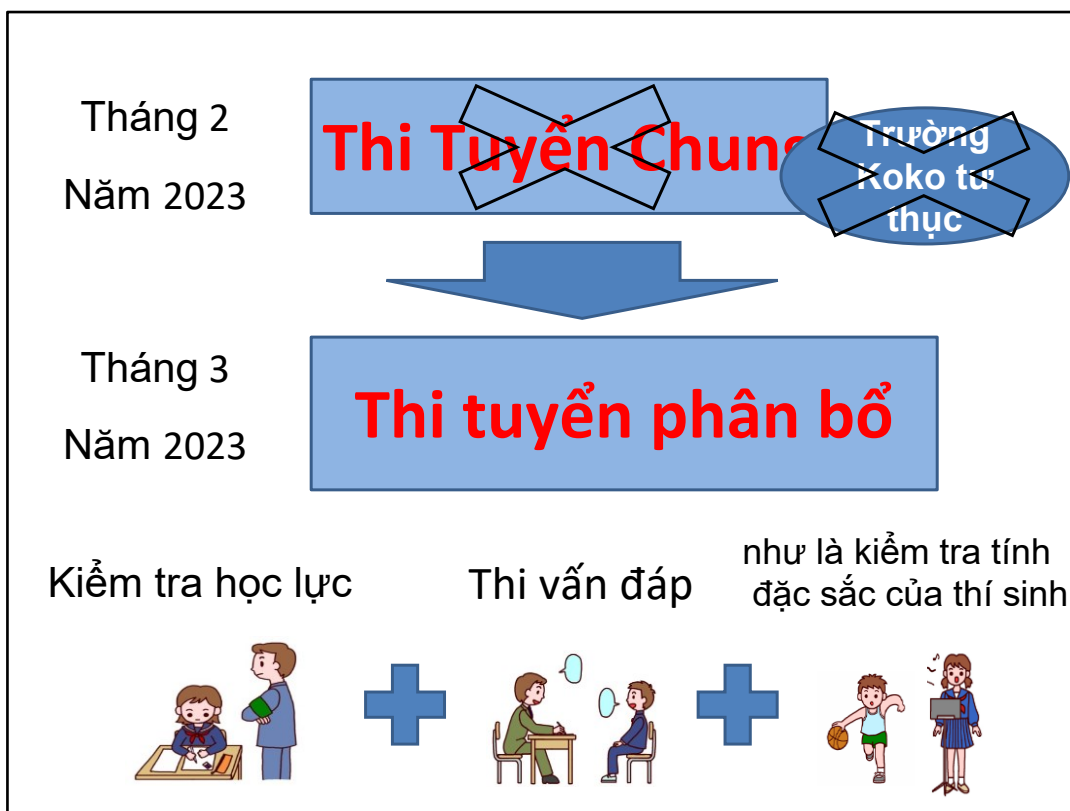 Tháng 2
Năm 2023
Thi Tuyển Chung
Trường
Koko tư
thục
Tháng 3
Năm 2023
Thi tuyển phân bổ
Kiểm tra học lực
Thi vấn đáp
như là kiểm tra tính
đặc sắc của thí sinh